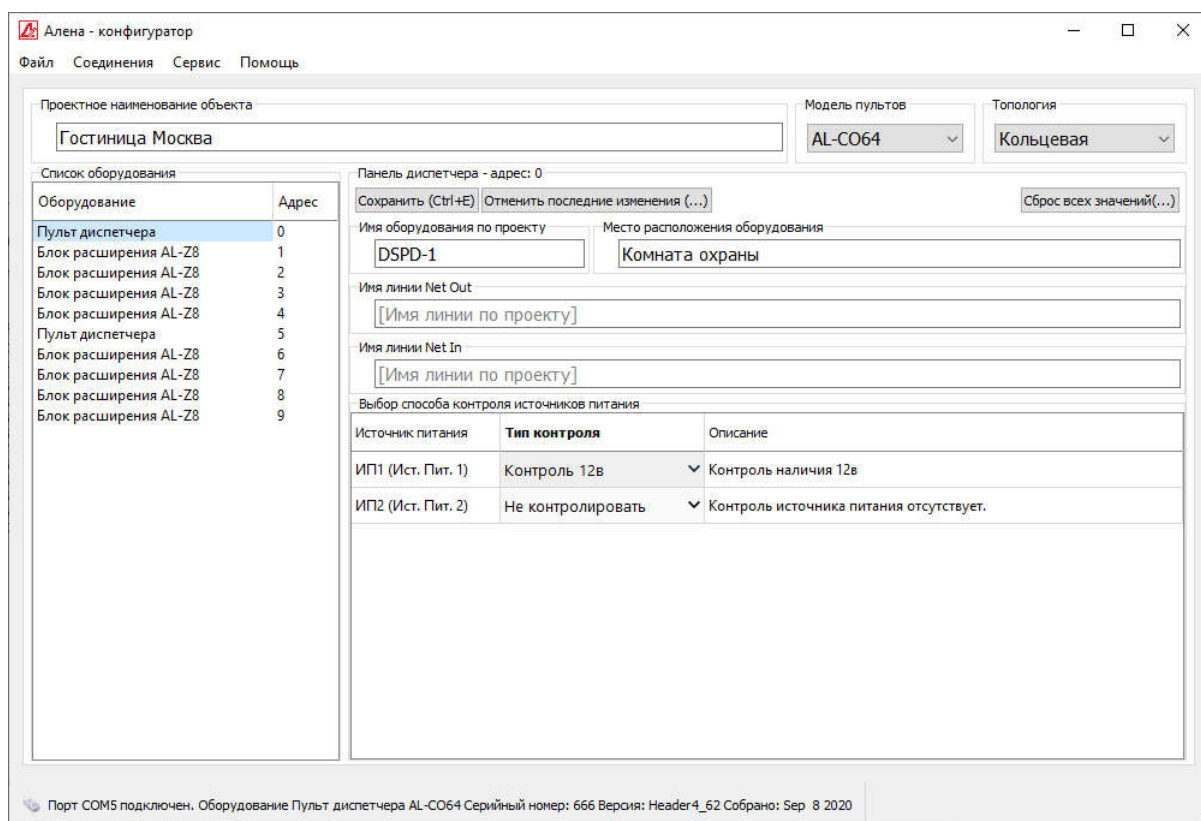 Алена - конфигуратор
Файл Соединения Сервис Помощь
Проектное наименование объекта
Гостиница Москва
Модель пультов
AL-CO64
Топология
Кольцевая
Список оборудования
Оборудование Адрес
Пульт диспетчера 0
Блок расширения AL-Z8 1
Блок расширения AL-Z8 2
Блок расширения AL-Z8 3
Блок расширения AL-Z8 4
Пульт диспетчера 5
Блок расширения AL-Z8 6
Блок расширения AL-Z8 7
Блок расширения AL-Z8 8
Блок расширения AL-Z8 9
Панель диспетчера - адрес: 0
Сохранить (Ctrl+E) Отменить последние изменения (...) Сброс всех значений(...)
Имя оборудования по проекту
DSPD-1
Место расположения оборудования
Комната охраны
Имя линии Net Out
[Имя линии по проекту]
Имя линии Net In
[Имя линии по проекту]
Выбор способа контроля источников питания
Источник питания Тип контроля Описание
ИП1 (Ист. Пит. 1) Контроль 12в Контроль наличия 12в
ИП2 (Ист. Пит. 2) Не контролировать Контроль источника питания отсутствует.
Порт COM5 подключен. Оборудование Пульт диспетчера AL-CO64 Серийный номер: 666 Версия: Header4_62 Собрано: Sep 8 2020